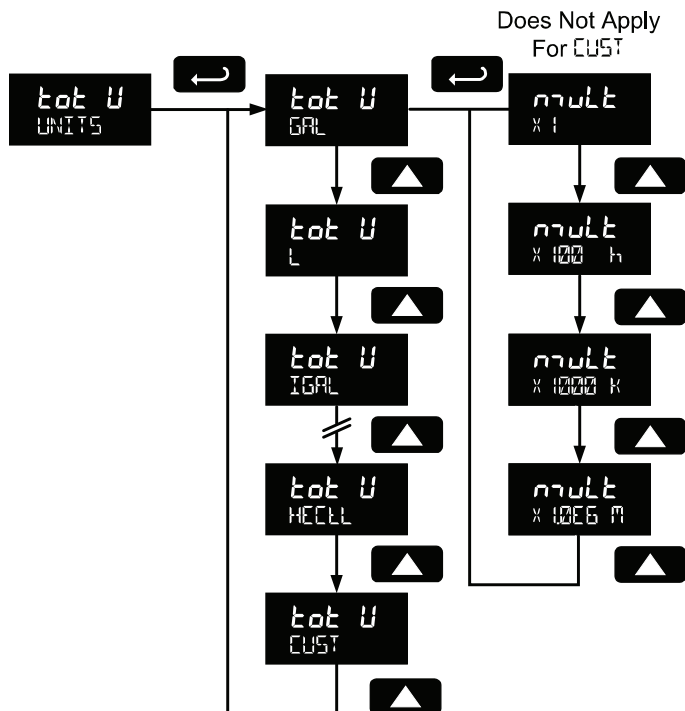 Does Not Apply
For CUST
tot U
UNITS
tot U
GAL
tot U
L
tot U
IGAL
tot U
HECtL
tot U
CUST
mult
X 1
mult
X 100 h
mult
X 1000 K
mult
X 1.0E6 M